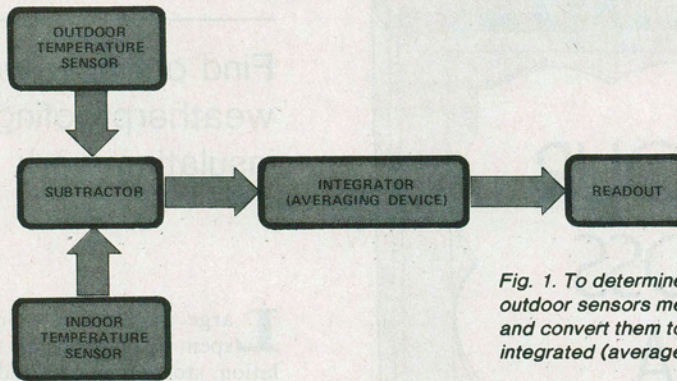 OUTDOOR
TEMPERATURE
SENSOR
SUBTRACTOR
INTEGRATOR
(AVERAGING DEVICE)
READOUT
INDOOR
TEMPERATURE
SENSOR
Fig. 1. To determine
outdoor sensors me
and convert them to
integrated (average